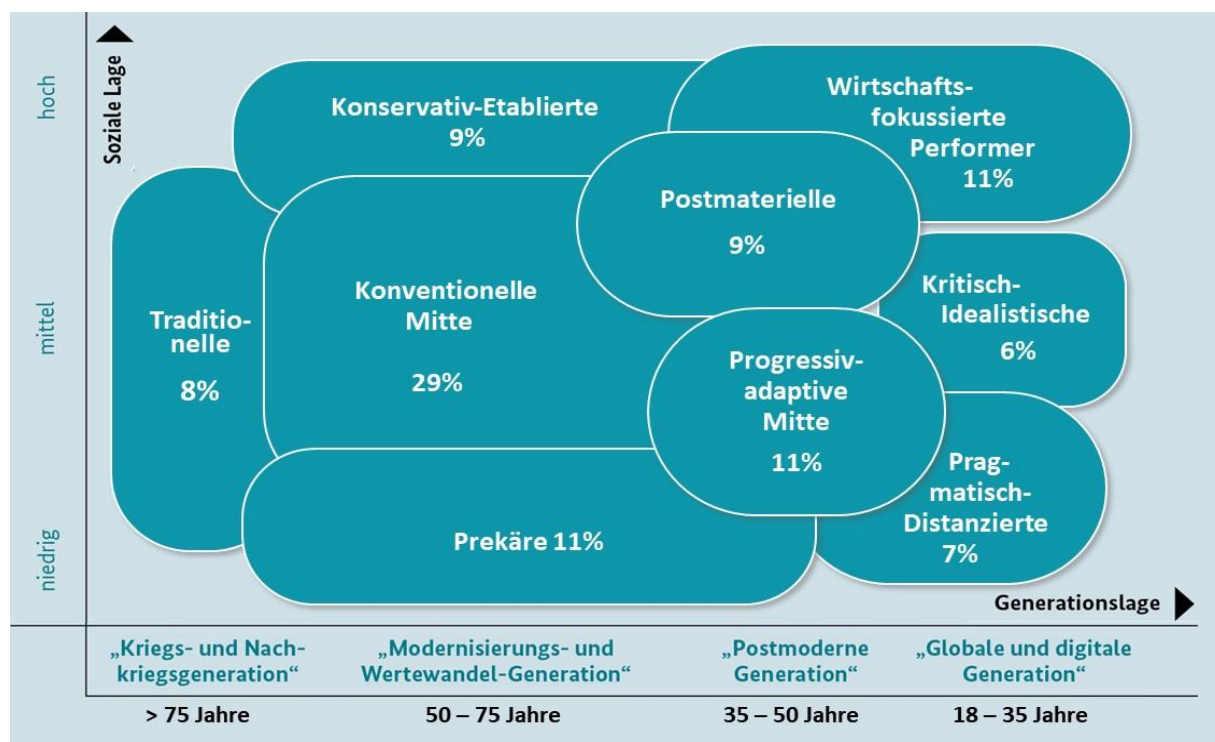 Soziale Lage
hoch
mittel
niedrig
Konservativ-Etablierte
9%
Wirtschafts-
fokussierte
Performer
11%
Postmaterielle
9%
Traditio-
nelle
8%
Konventionelle
Mitte
29%
Kritisch-
Idealistische
6%
Progressiv-
adaptive
Mitte
11%
Prag-
matisch-
Distanzierte
7%
Prekäre 11%
Generationslage
„Kriegs- und Nach-
kriegsgeneration“
„Modernisierungs- und
Wertewandel-Generation“
„Postmoderne
Generation“
„Globale und digitale
Generation“
> 75 Jahre
50 – 75 Jahre
35 – 50 Jahre
18 – 35 Jahre